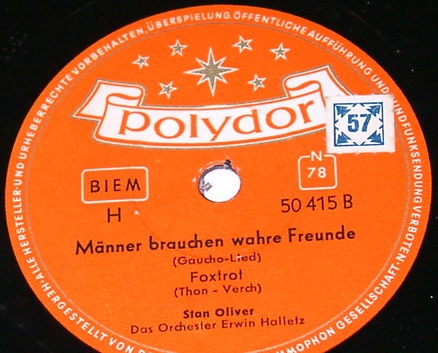 ALLE HERSTELLER- UND URHEBERRECHTE VORBEHALTEN. ÜBERSPIELUNG, ÖFFENTLICHE AUFFÜHRUNG UND RUNDFUNKSENDUNG VERBOTEN.
HERGESTELLT VON
GESELLSCHAFT
polydor
57
BIEM
N
78
H
50 415 B
Männer brauchen wahre Freunde
(Gaucho-Lied)
Foxtrot
(Thon - Verch)
Stan Oliver
Das Orchester Erwin Halletz